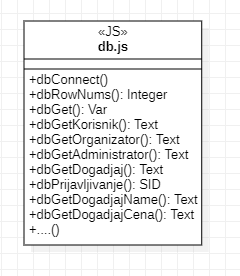 «JS»
db.js
+dbConnect()
+dbRowNums(): Integer
+dbGet(): Var
+dbGetKorisnik(): Text
+dbGetOrganizator(): Text
+dbGetAdministrator(): Text
+dbGetDogadjaj(): Text
+dbPrijavljivanje(): SID
+dbGetDogadjajName(): Text
+dbGetDogadjajCena(): Text
+....()